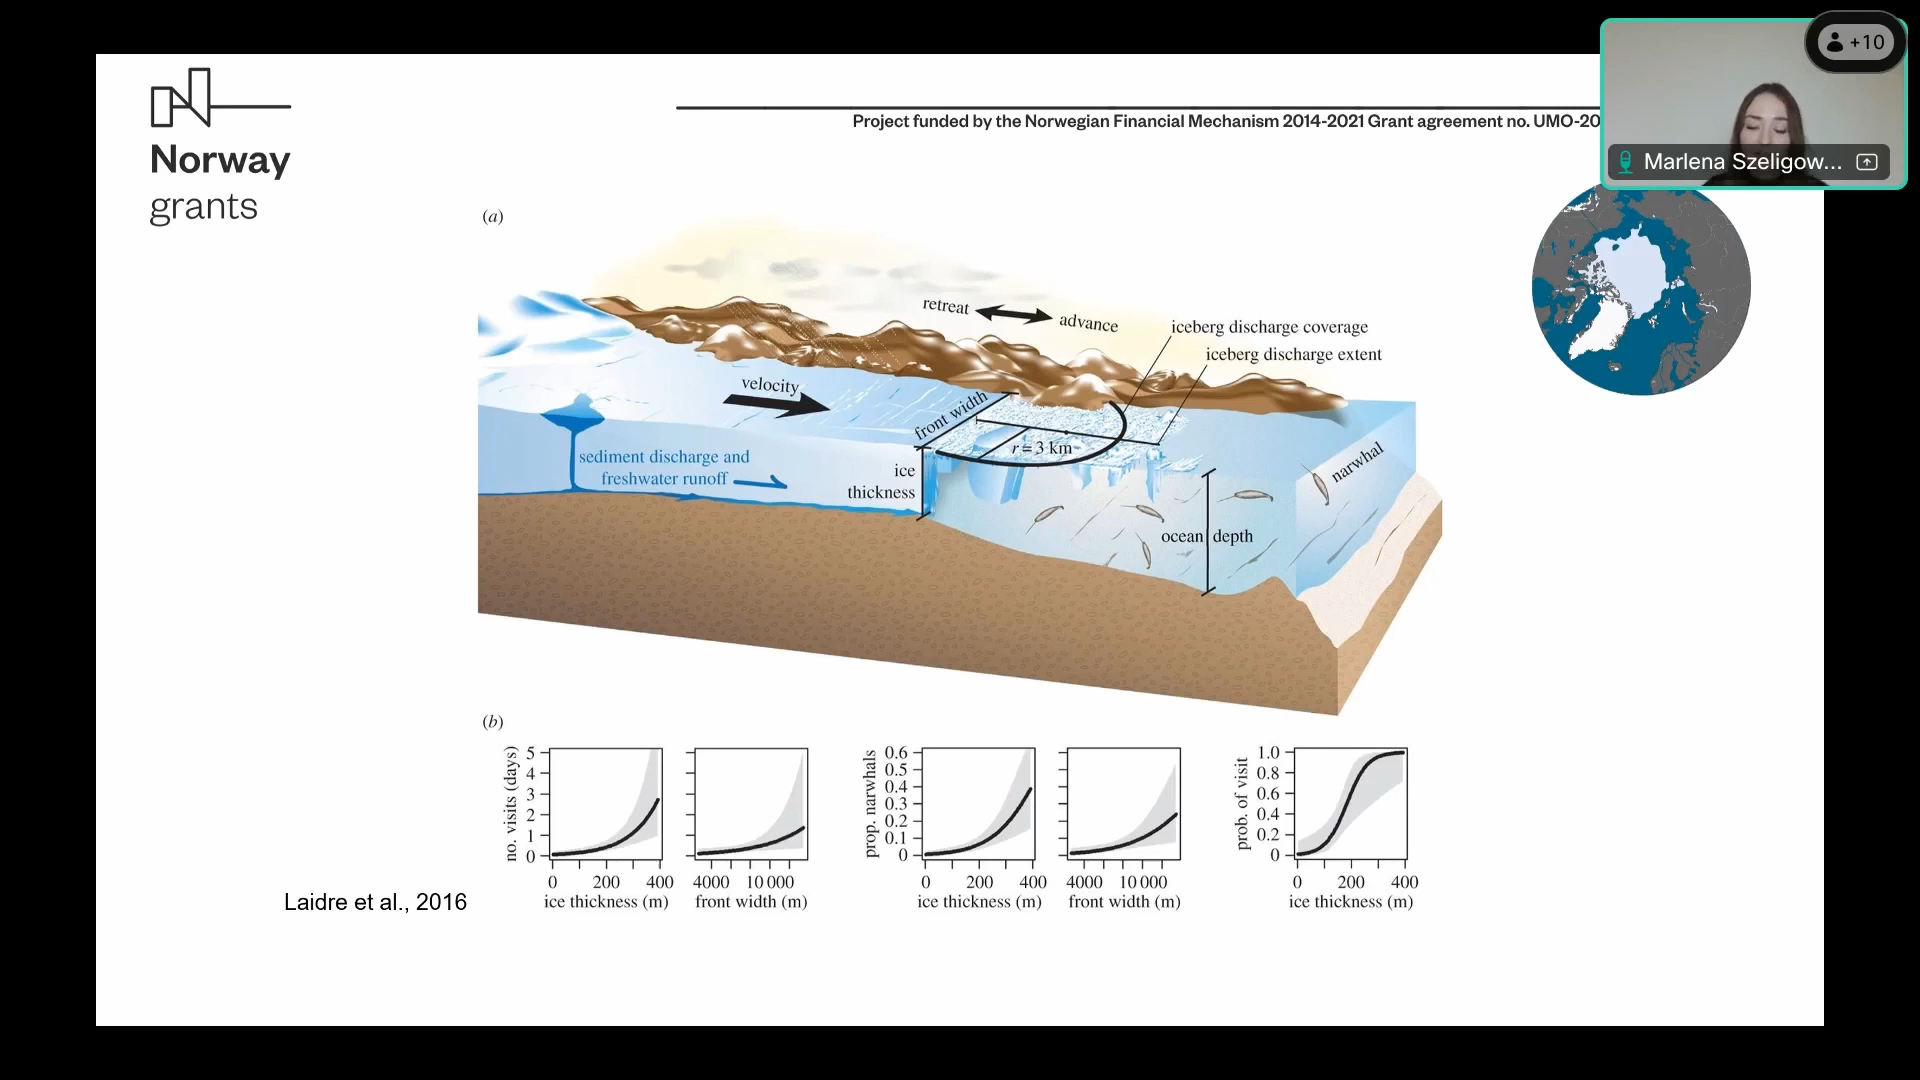 +10
Marlena Szeligow...
Norway
grants
Project funded by the Norwegian Financial Mechanism 2014-2021 Grant agreement no. UMO-20
(a)
retreat
advance
iceberg discharge coverage
iceberg discharge extent
velocity
front width
r = 3 km
narwhal
sediment discharge and
freshwater runoff
ice
thickness
ocean depth
(b)
no. visits (days)
5
4
3
2
1
0
0 200 400
ice thickness (m)
4000 10 000
front width (m)
prop. narwhals
0.6
0.5
0.4
0.3
0.2
0.1
0
0 200 400
ice thickness (m)
4000 10 000
front width (m)
prob. of visit
1.0
0.8
0.6
0.4
0.2
0
0 200 400
ice thickness (m)
Laidre et al., 2016